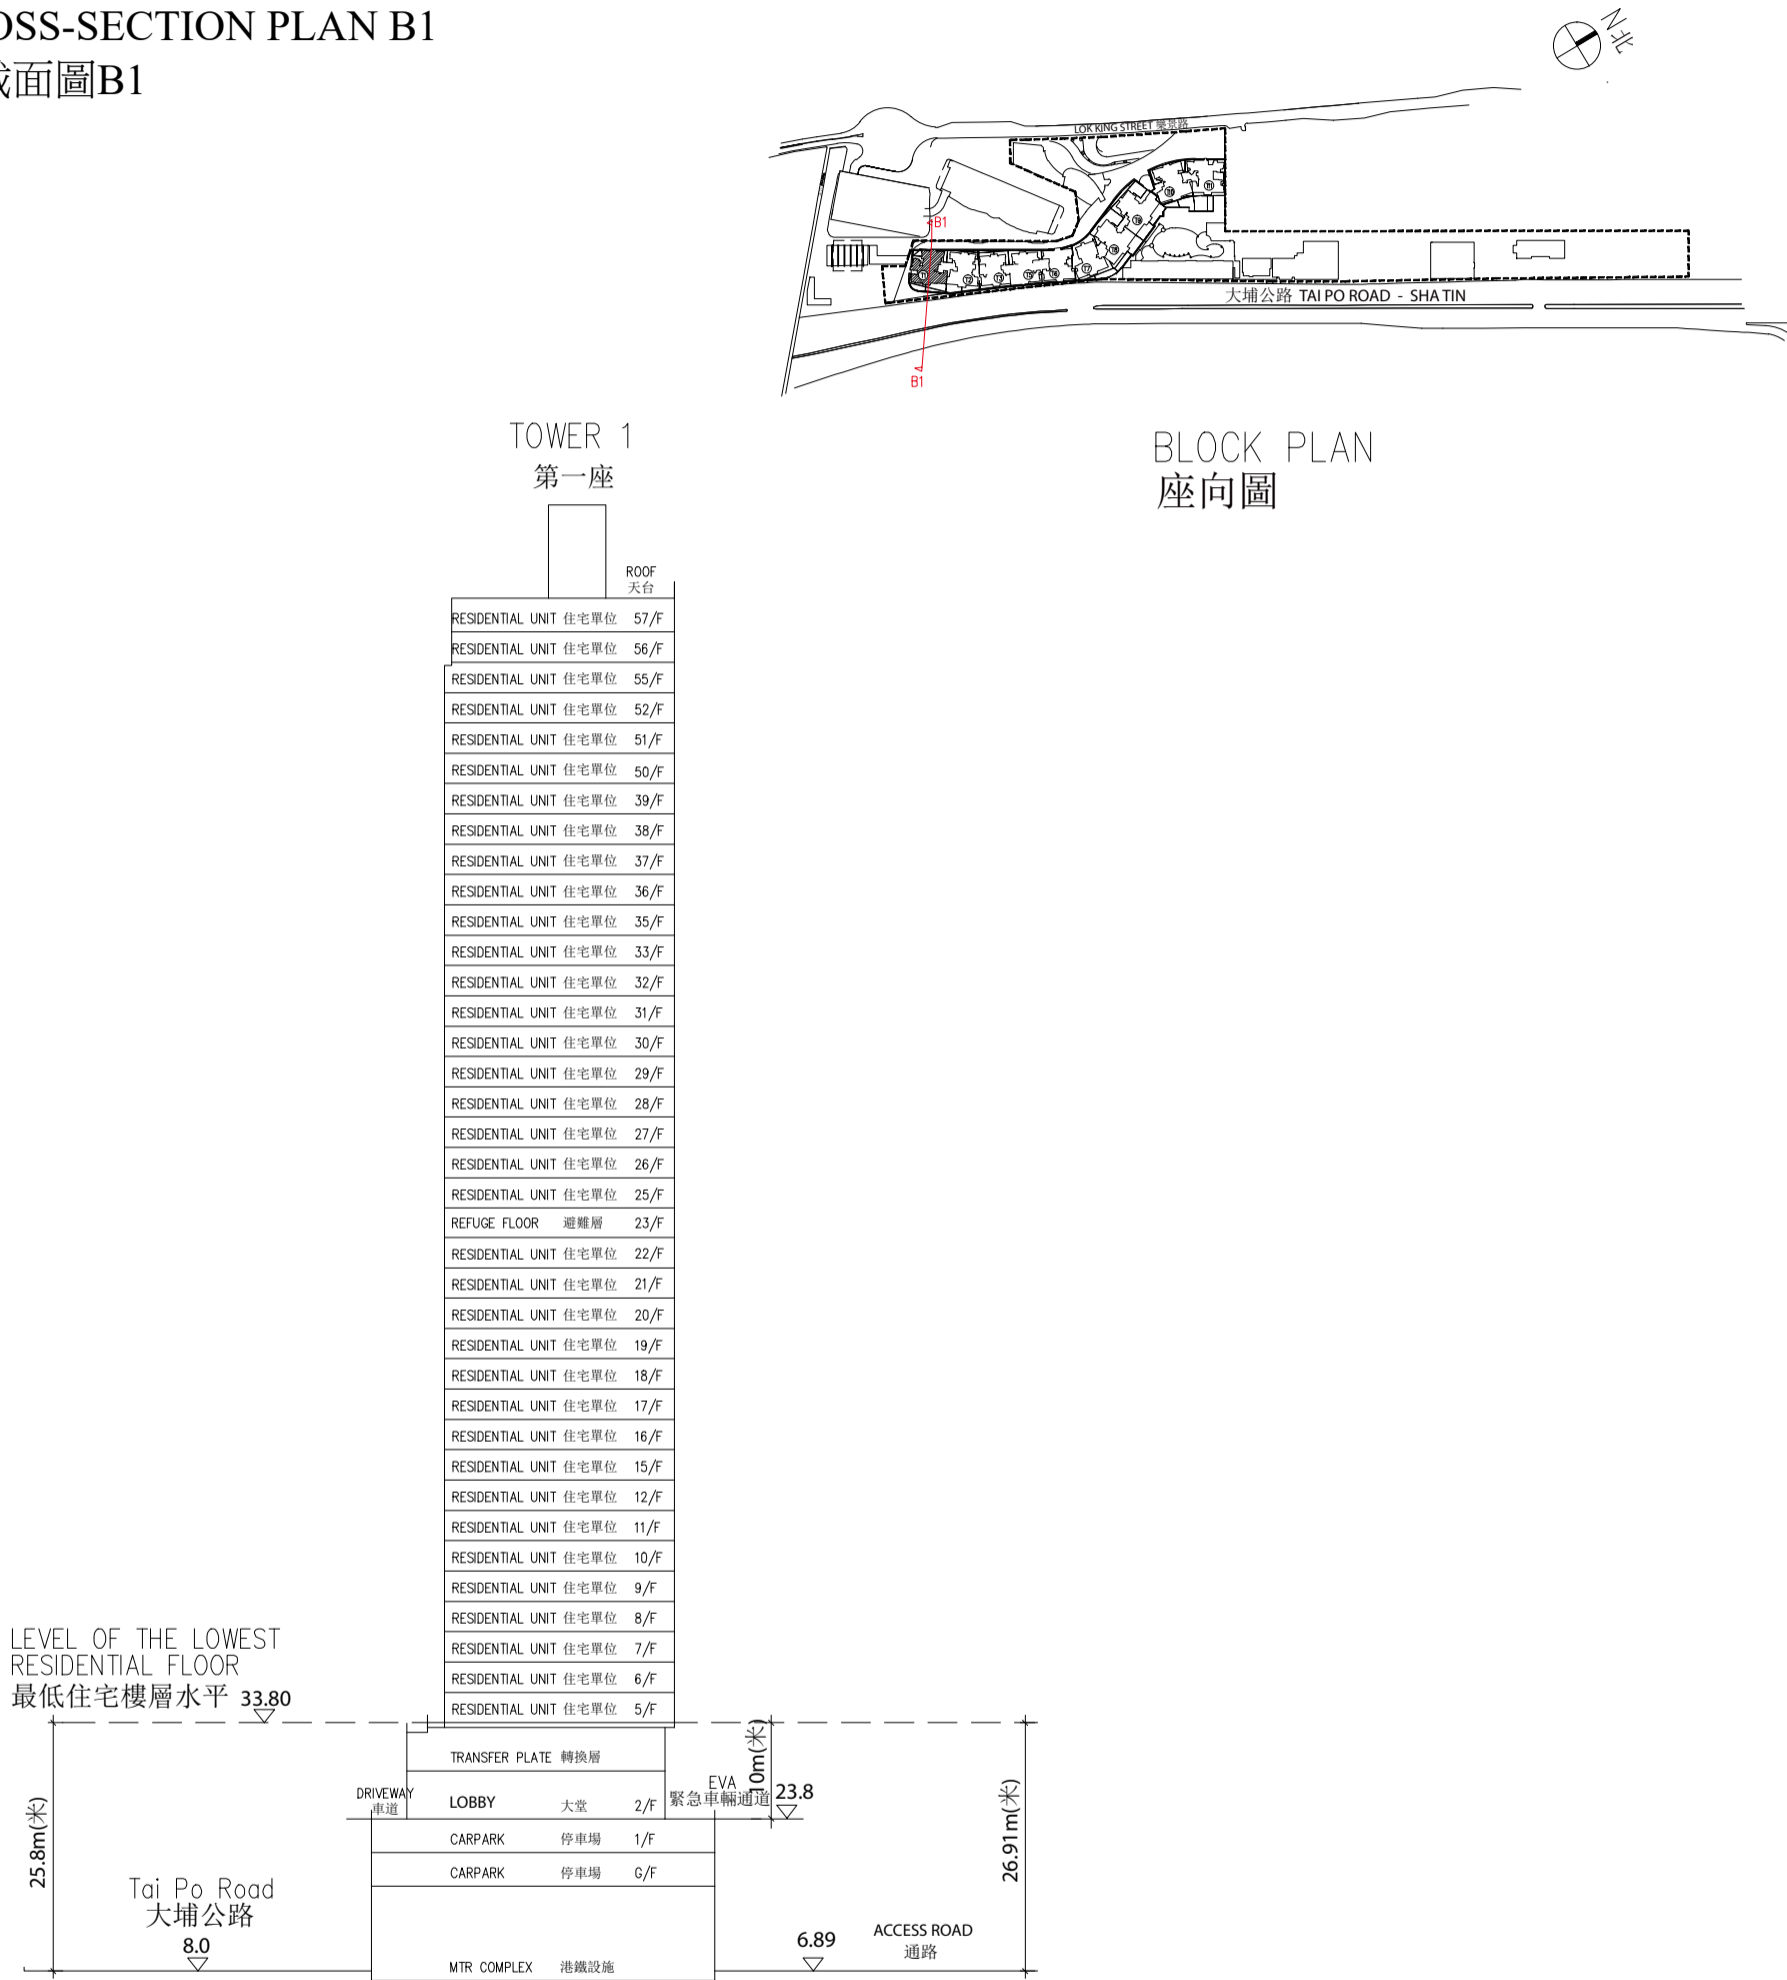 OSS-SECTION PLAN B1
截面圖B1
N 北
LOK KING STREET 樂景路
B1
T1
T2
T3
T5
T6
T7
T8
T9
T10
T11
大埔公路 TAI PO ROAD - SHA TIN
B1
BLOCK PLAN
座向圖
TOWER 1
第一座
ROOF
天台
RESIDENTIAL UNIT 住宅單位 57/F
RESIDENTIAL UNIT 住宅單位 56/F
RESIDENTIAL UNIT 住宅單位 55/F
RESIDENTIAL UNIT 住宅單位 52/F
RESIDENTIAL UNIT 住宅單位 51/F
RESIDENTIAL UNIT 住宅單位 50/F
RESIDENTIAL UNIT 住宅單位 39/F
RESIDENTIAL UNIT 住宅單位 38/F
RESIDENTIAL UNIT 住宅單位 37/F
RESIDENTIAL UNIT 住宅單位 36/F
RESIDENTIAL UNIT 住宅單位 35/F
RESIDENTIAL UNIT 住宅單位 33/F
RESIDENTIAL UNIT 住宅單位 32/F
RESIDENTIAL UNIT 住宅單位 31/F
RESIDENTIAL UNIT 住宅單位 30/F
RESIDENTIAL UNIT 住宅單位 29/F
RESIDENTIAL UNIT 住宅單位 28/F
RESIDENTIAL UNIT 住宅單位 27/F
RESIDENTIAL UNIT 住宅單位 26/F
RESIDENTIAL UNIT 住宅單位 25/F
REFUGE FLOOR 避難層 23/F
RESIDENTIAL UNIT 住宅單位 22/F
RESIDENTIAL UNIT 住宅單位 21/F
RESIDENTIAL UNIT 住宅單位 20/F
RESIDENTIAL UNIT 住宅單位 19/F
RESIDENTIAL UNIT 住宅單位 18/F
RESIDENTIAL UNIT 住宅單位 17/F
RESIDENTIAL UNIT 住宅單位 16/F
RESIDENTIAL UNIT 住宅單位 15/F
RESIDENTIAL UNIT 住宅單位 12/F
RESIDENTIAL UNIT 住宅單位 11/F
RESIDENTIAL UNIT 住宅單位 10/F
RESIDENTIAL UNIT 住宅單位 9/F
RESIDENTIAL UNIT 住宅單位 8/F
RESIDENTIAL UNIT 住宅單位 7/F
RESIDENTIAL UNIT 住宅單位 6/F
RESIDENTIAL UNIT 住宅單位 5/F
LEVEL OF THE LOWEST
RESIDENTIAL FLOOR
最低住宅樓層水平 33.80
TRANSFER PLATE 轉換層
DRIVEWAY
車道
LOBBY 大堂 2/F
EVA
緊急車輛通道
10m(米)
23.8
CARPARK 停車場 1/F
CARPARK 停車場 G/F
25.8m(米)
26.91m(米)
Tai Po Road
大埔公路
8.0
MTR COMPLEX 港鐵設施
6.89
ACCESS ROAD
通路